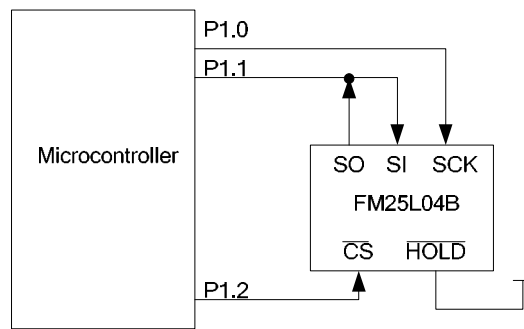 P1.0
P1.1
Microcontroller
SO SI SCK
FM25L04B
CS HOLD
P1.2